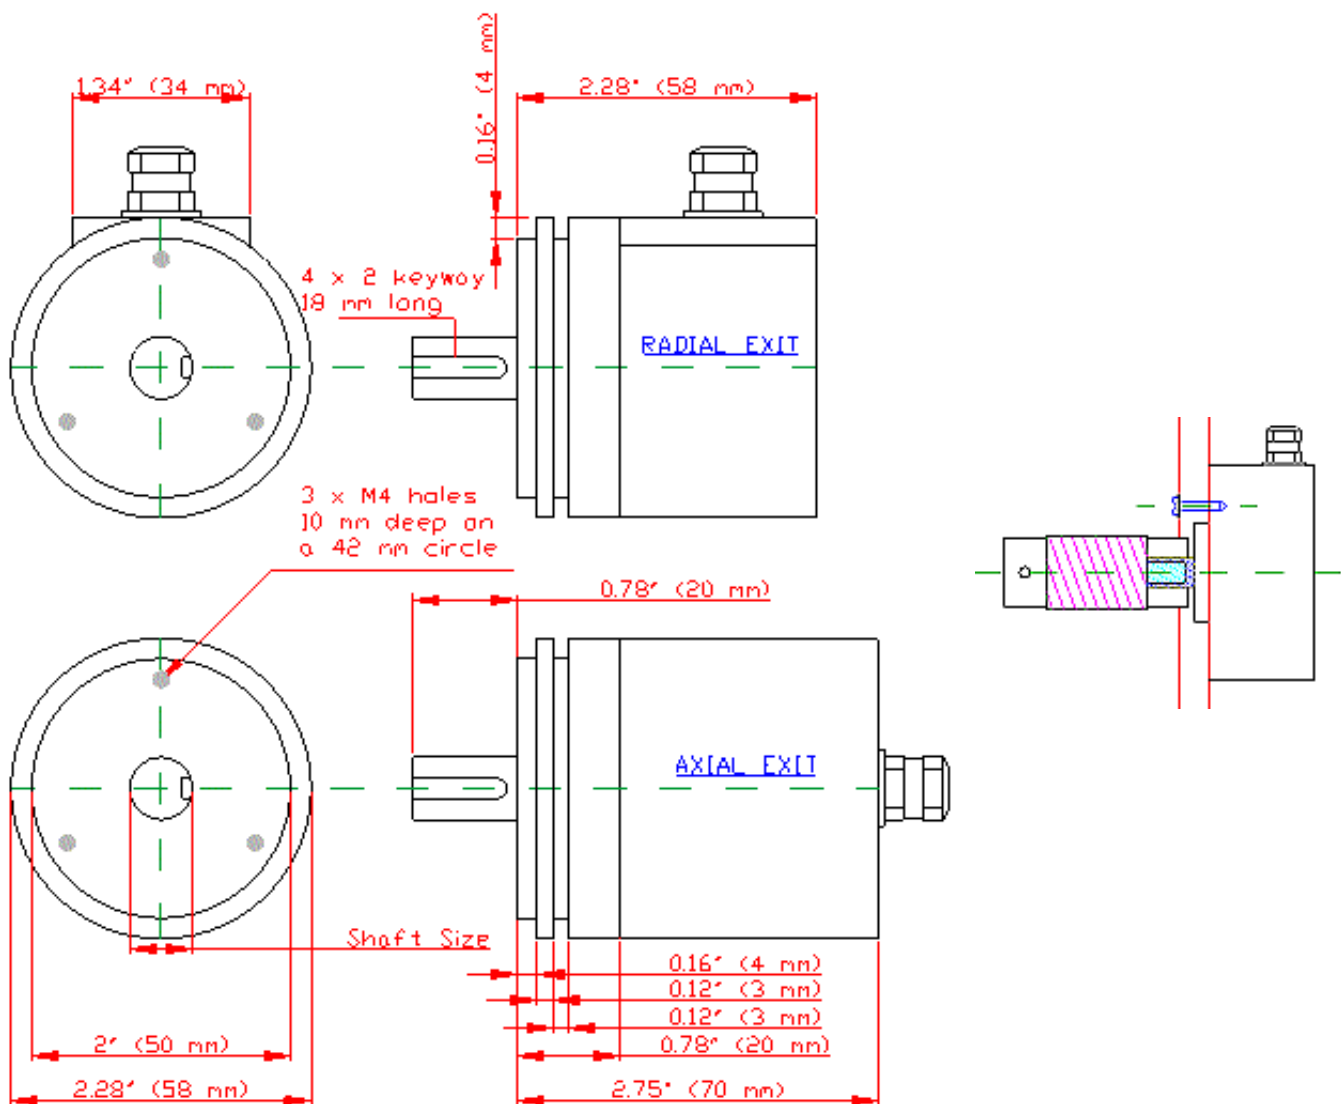 1.34" (34 mm)
0.16" (4 mm)
2.28" (58 mm)
4 x 2 keyway
18 mm long
RADIAL EXIT
3 x M4 holes
10 mm deep on
a 42 mm circle
0.78" (20 mm)
AXIAL EXIT
Shaft Size
0.16" (4 mm)
0.12" (3 mm)
0.12" (3 mm)
2" (50 mm)
0.78" (20 mm)
2.28" (58 mm)
2.75" (70 mm)